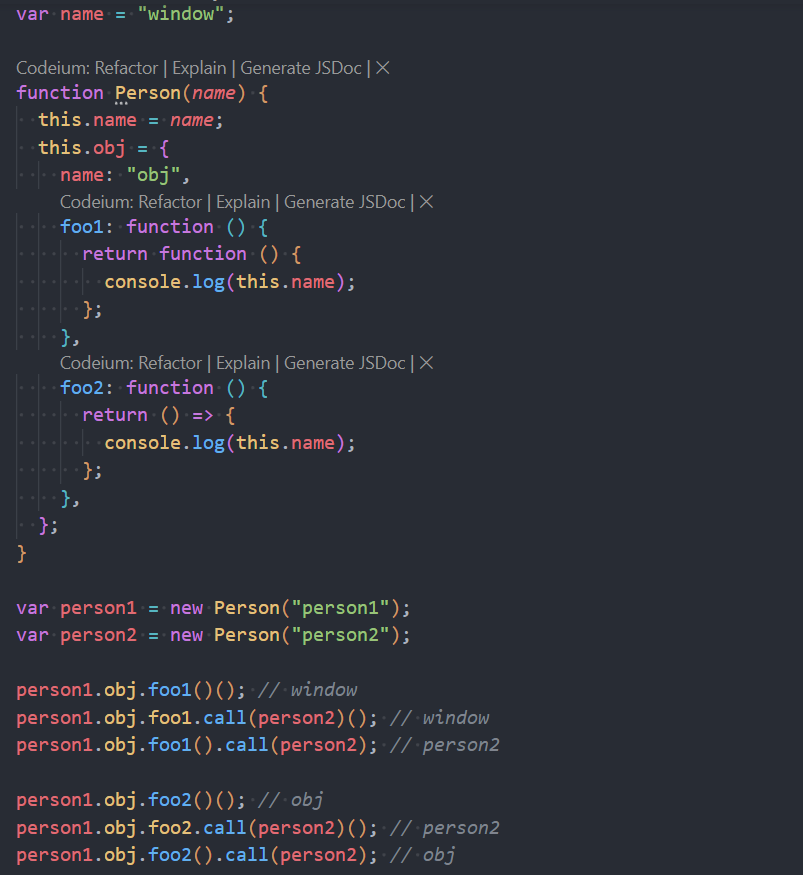 var name = "window";
Codeium: Refactor | Explain | Generate JSDoc | ✕
function Person(name) {
  this.name = name;
  this.obj = {
    name: "obj",
    Codeium: Refactor | Explain | Generate JSDoc | ✕
    foo1: function () {
      return function () {
        console.log(this.name);
      };
    },
    Codeium: Refactor | Explain | Generate JSDoc | ✕
    foo2: function () {
      return () => {
        console.log(this.name);
      };
    },
  };
}
var person1 = new Person("person1");
var person2 = new Person("person2");
person1.obj.foo1()(); // window
person1.obj.foo1.call(person2)(); // window
person1.obj.foo1().call(person2); // person2
person1.obj.foo2()(); // obj
person1.obj.foo2.call(person2)(); // person2
person1.obj.foo2().call(person2); // obj